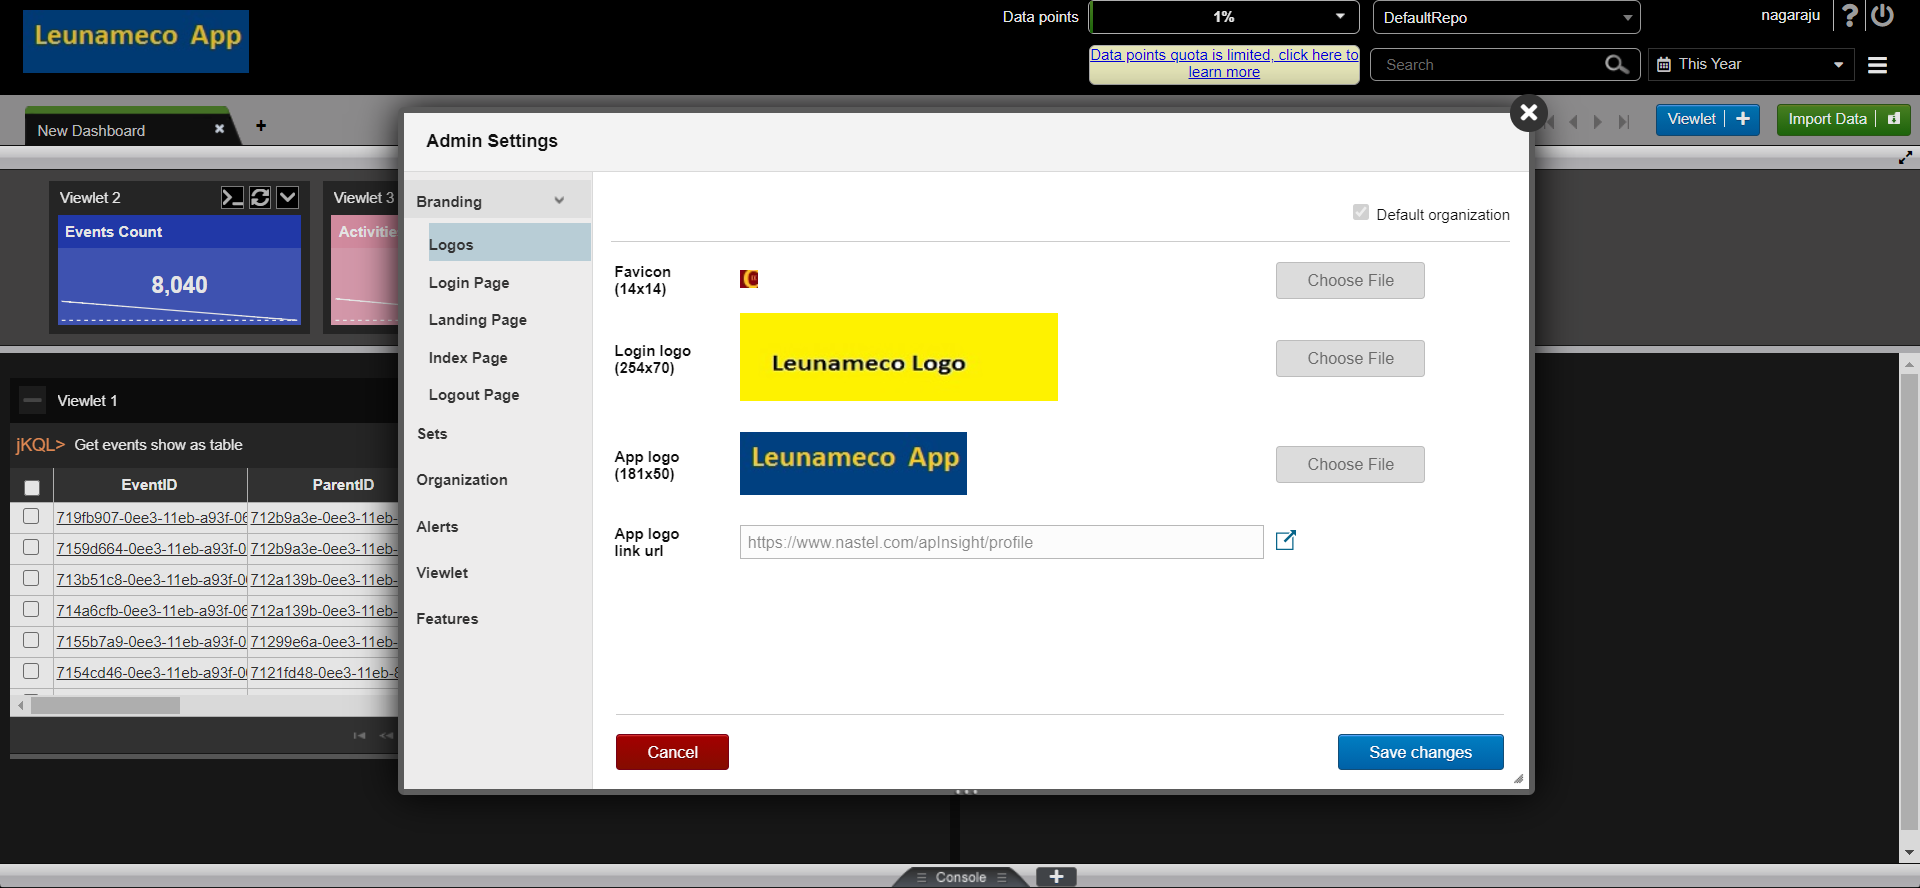 Leunameco App
Data points
1%
DefaultRepo
nagaraju
?
Data points quota is limited, click here to
learn more
Search
This Year
New Dashboard
+
Viewlet +
Import Data
Viewlet 2
Events Count
8,040
Viewlet 3
Activitie
Viewlet 1
jKQL> Get events show as table
EventID
ParentID
719fb907-0ee3-11eb-a93f-06
712b9a3e-0ee3-11eb-
7159d664-0ee3-11eb-a93f-0
712b9a3e-0ee3-11eb-
713b51c8-0ee3-11eb-a93f-0
712a139b-0ee3-11eb-
714a6cfb-0ee3-11eb-a93f-06
712a139b-0ee3-11eb-
7155b7a9-0ee3-11eb-a93f-0
71299e6a-0ee3-11eb-
7154cd46-0ee3-11eb-a93f-0
7121fd48-0ee3-11eb-8
Admin Settings
Branding
Logos
Login Page
Landing Page
Index Page
Logout Page
Sets
Organization
Alerts
Viewlet
Features
Default organization
Favicon
(14x14)
Choose File
Login logo
(254x70)
Leunameco Logo
Choose File
App logo
(181x50)
Leunameco App
Choose File
App logo
link url
https://www.nastel.com/apInsight/profile
Cancel
Save changes
Console
+